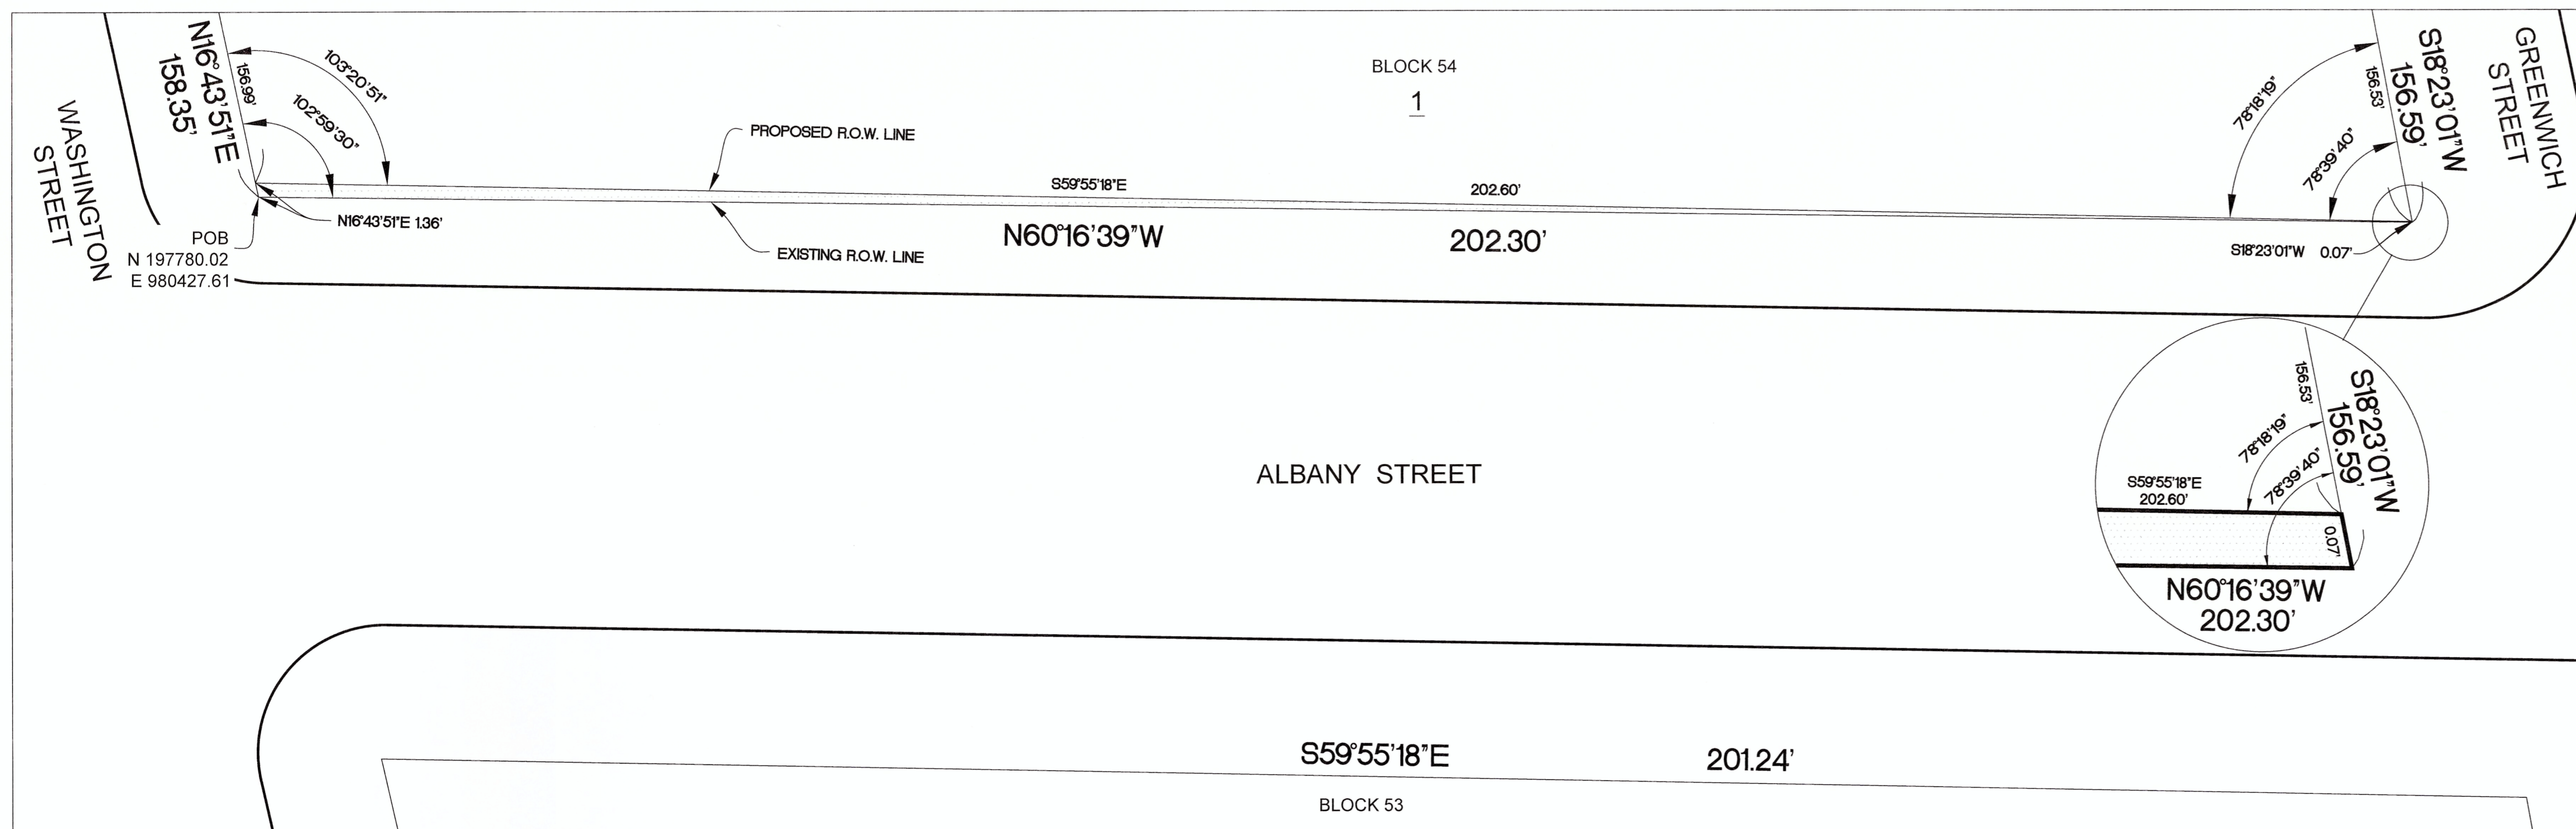 N16°43'51"E
158.35'
156.99'
103°20'51"
102°59'30"
WASHINGTON
STREET
POB
N 197780.02
E 980427.61
N16°43'51"E 1.36'
PROPOSED R.O.W. LINE
EXISTING R.O.W. LINE
BLOCK 54
1
S59°55'18"E 202.60'
N60°16'39"W 202.30'
78°18'19"
78°39'40"
156.53'
S18°23'01"W
156.59'
GREENWICH
STREET
S18°23'01"W 0.07'
156.53'
S18°23'01"W
156.59'
78°18'19"
78°39'40"
S59°55'18"E
202.60'
0.07'
N60°16'39"W
202.30'
ALBANY STREET
S59°55'18"E 201.24'
BLOCK 53